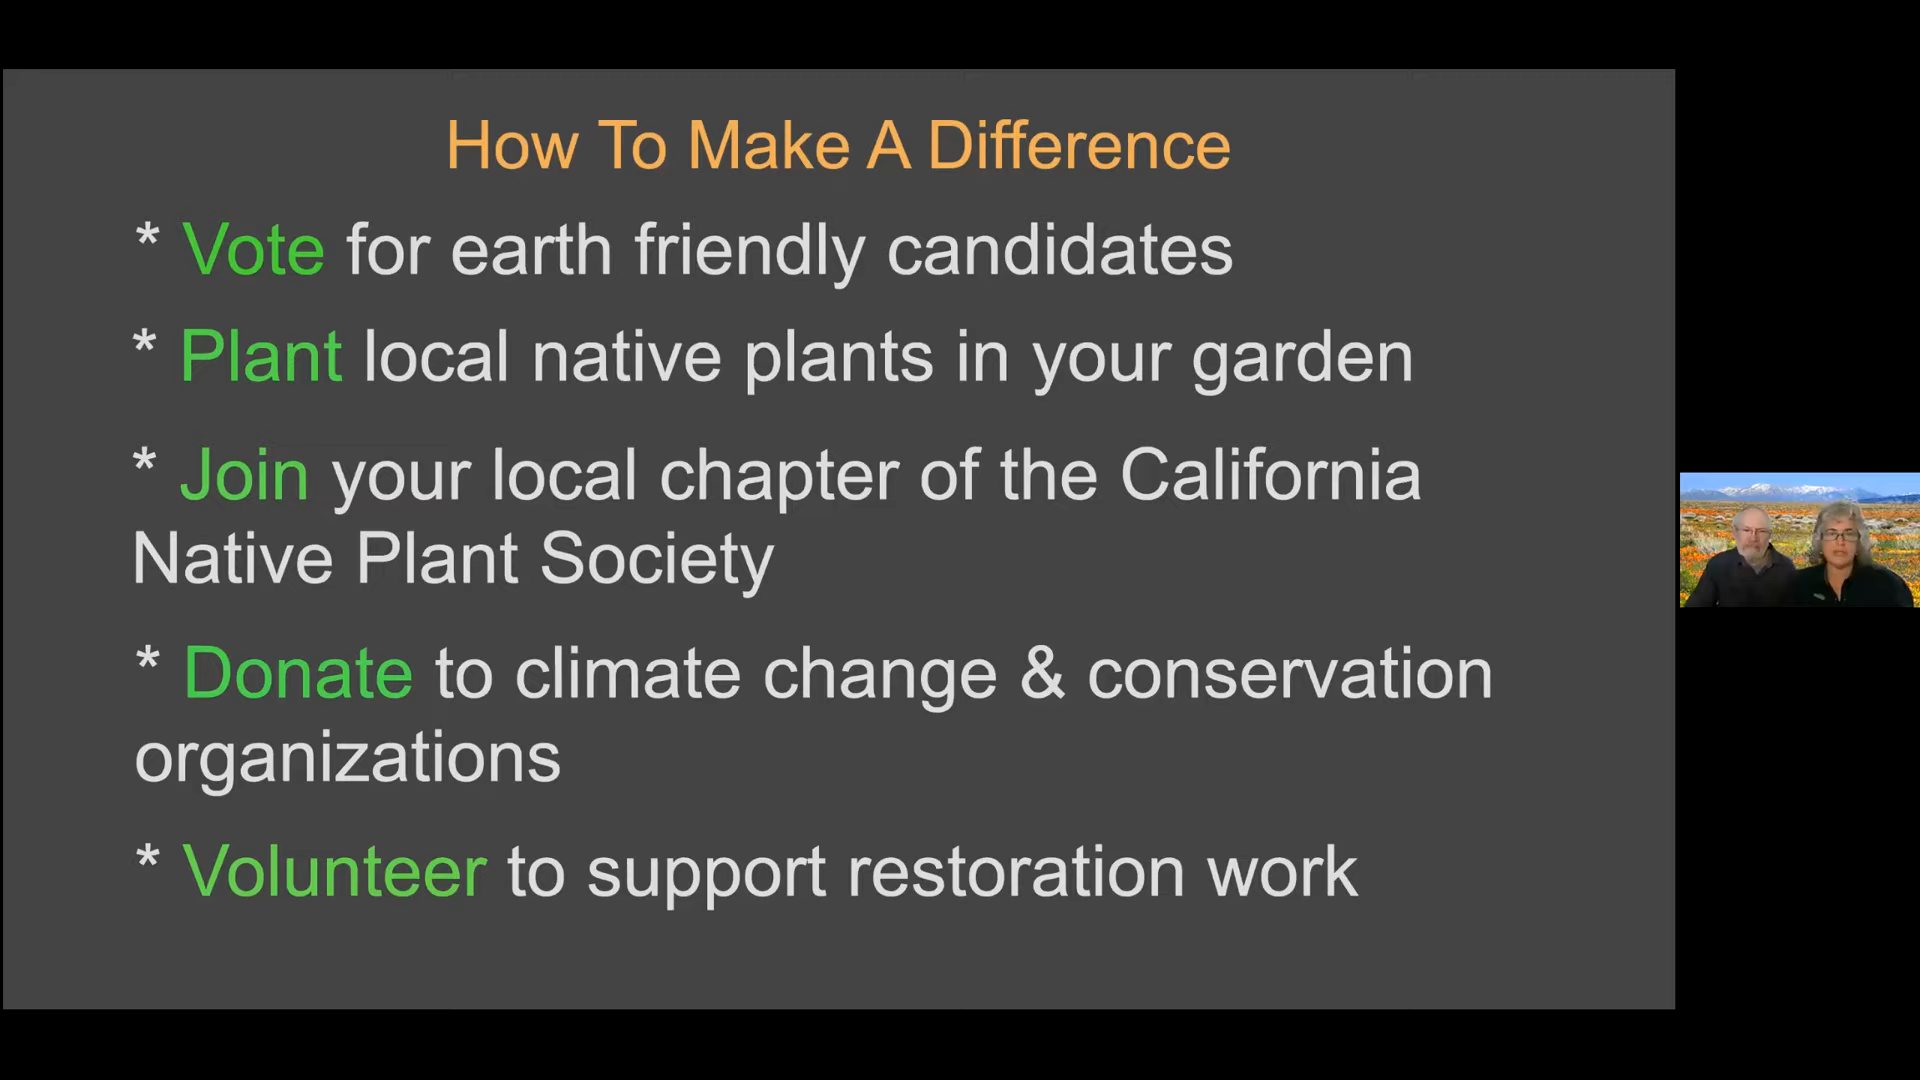 How To Make A Difference
* Vote for earth friendly candidates
* Plant local native plants in your garden
* Join your local chapter of the California
Native Plant Society
* Donate to climate change & conservation
organizations
* Volunteer to support restoration work